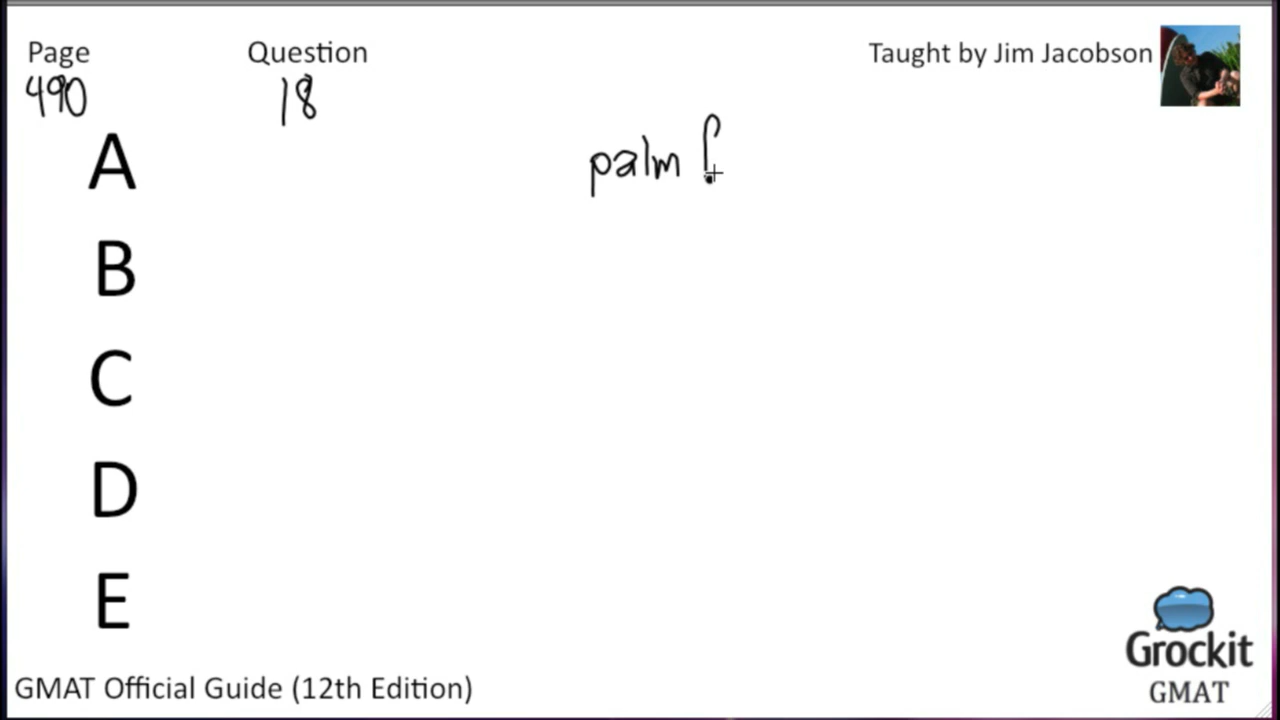 Page Question Taught by Jim Jacobson
490 18
A palm
B
C
D
E
Grockit
GMAT
GMAT Official Guide (12th Edition)